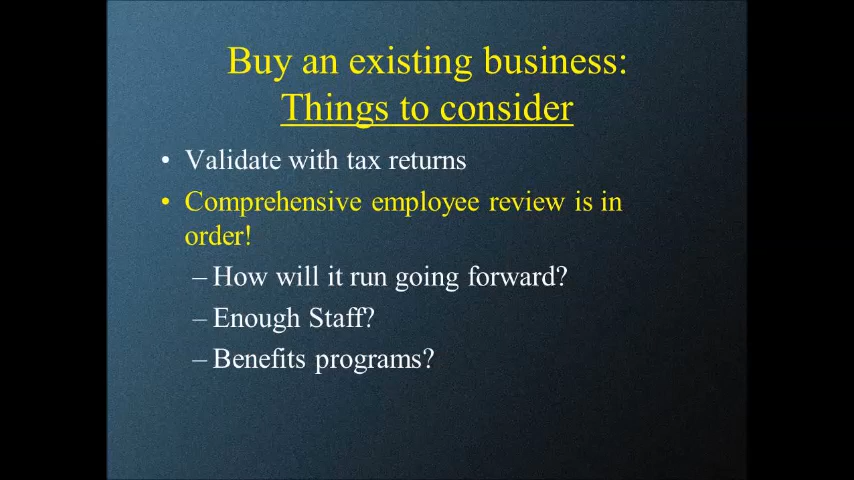 Buy an existing business:
Things to consider
• Validate with tax returns
• Comprehensive employee review is in
order!
– How will it run going forward?
– Enough Staff?
– Benefits programs?